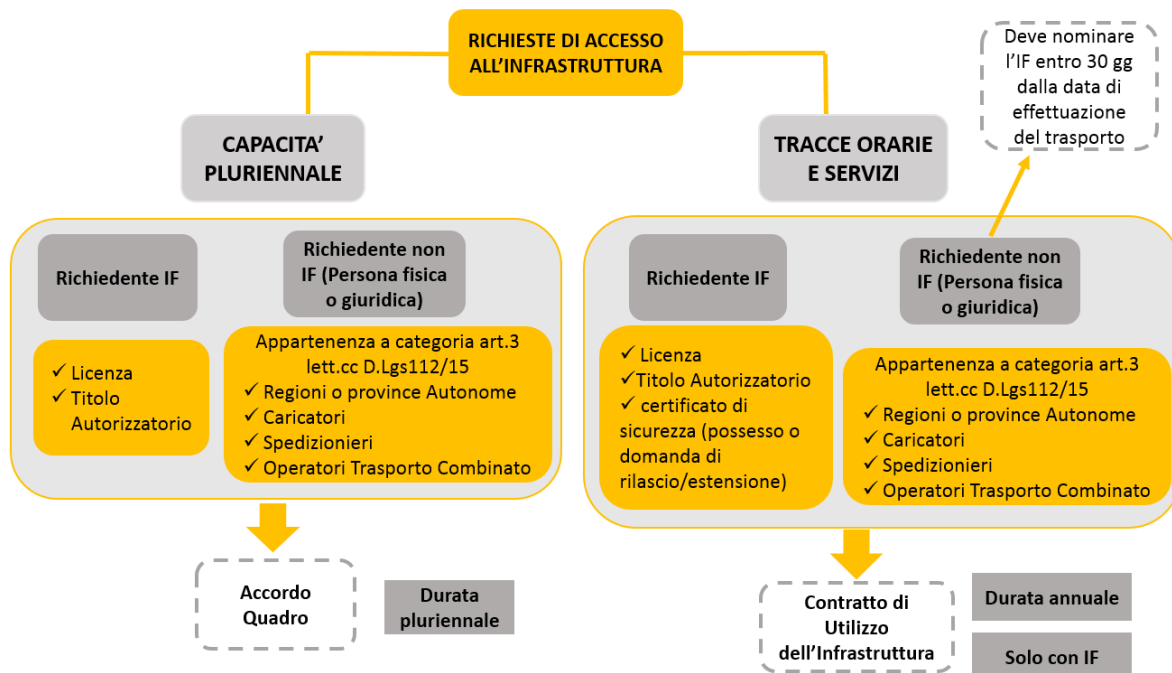 RICHIESTE DI ACCESSO
ALL'INFRASTRUTTURA
Deve nominare
l'IF entro 30 gg
dalla data di
effettuazione
del trasporto
CAPACITA'
PLURIENNALE
TRACCE ORARIE
E SERVIZI
Richiedente IF
Richiedente non
IF (Persona fisica
o giuridica)
✓ Licenza
✓ Titolo
Autorizzatorio
Appartenenza a categoria art.3
lett.cc D.Lgs112/15
✓ Regioni o province Autonome
✓ Caricatori
✓ Spedizionieri
✓ Operatori Trasporto Combinato
Richiedente IF
Richiedente non
IF (Persona fisica
o giuridica)
✓ Licenza
✓Titolo Autorizzatorio
✓ certificato di
sicurezza (possesso o
domanda di
rilascio/estensione)
Appartenenza a categoria art.3
lett.cc D.Lgs112/15
✓ Regioni o province Autonome
✓ Caricatori
✓ Spedizionieri
✓ Operatori Trasporto Combinato
Accordo
Quadro
Durata
pluriennale
Contratto di
Utilizzo
dell'Infrastruttura
Durata annuale
Solo con IF